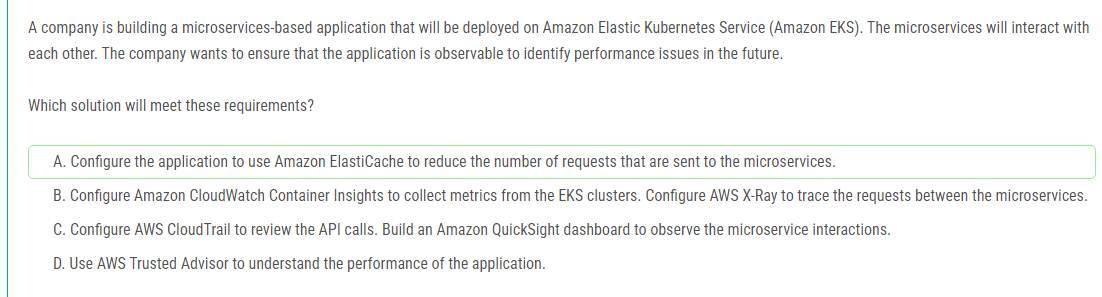 A company is building a microservices-based application that will be deployed on Amazon Elastic Kubernetes Service (Amazon EKS). The microservices will interact with
each other. The company wants to ensure that the application is observable to identify performance issues in the future.
Which solution will meet these requirements?
A. Configure the application to use Amazon ElastiCache to reduce the number of requests that are sent to the microservices.
B. Configure Amazon CloudWatch Container Insights to collect metrics from the EKS clusters. Configure AWS X-Ray to trace the requests between the microservices.
C. Configure AWS CloudTrail to review the API calls. Build an Amazon QuickSight dashboard to observe the microservice interactions.
D. Use AWS Trusted Advisor to understand the performance of the application.